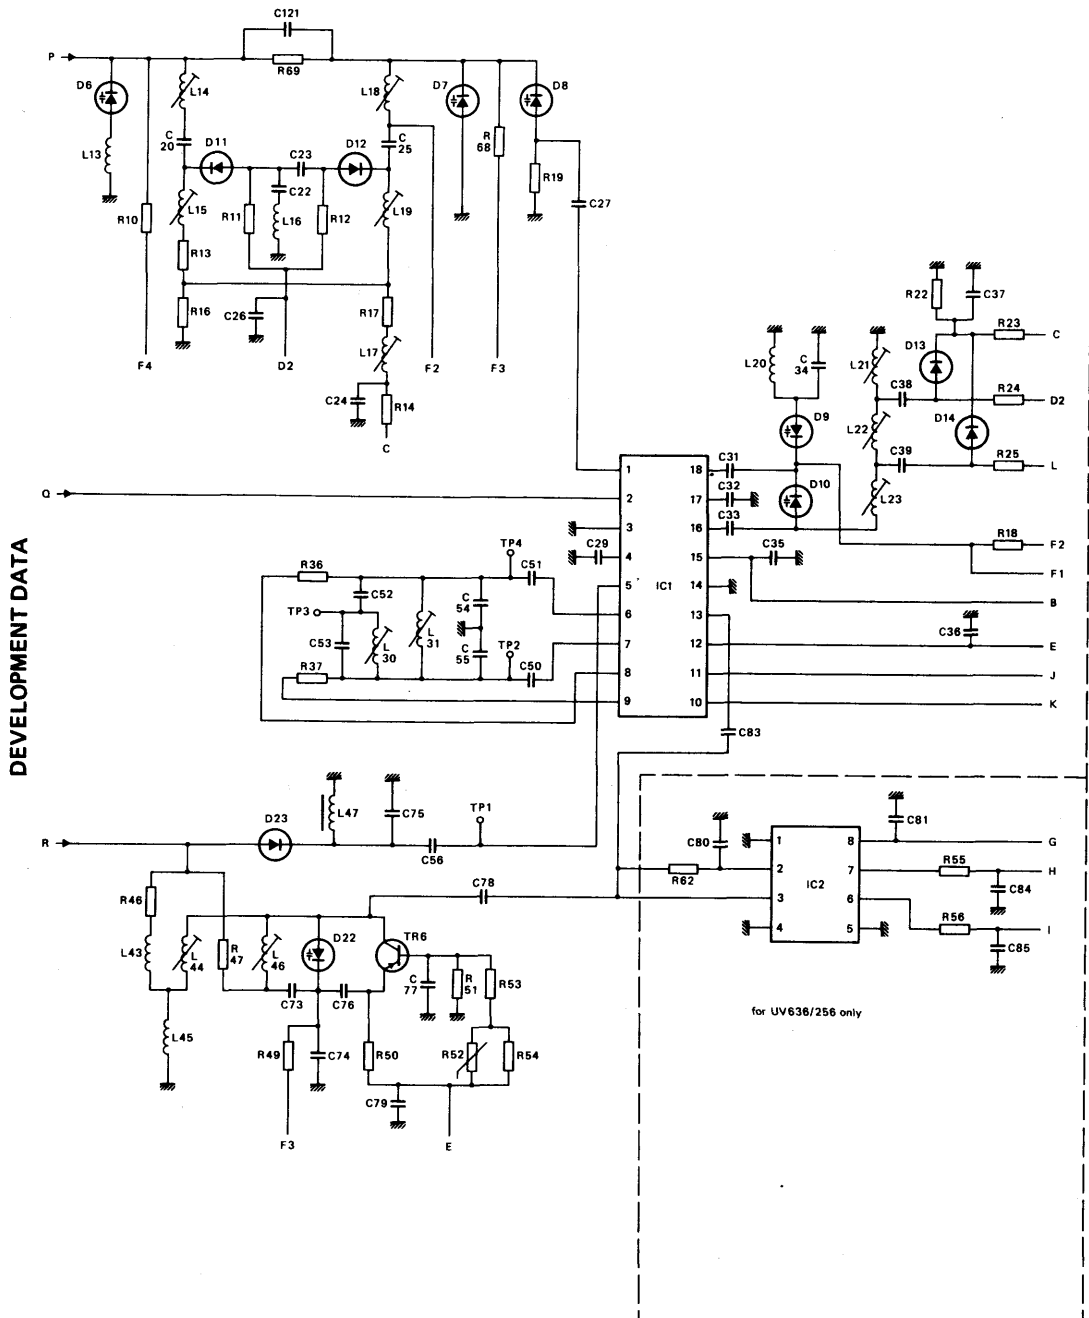 DEVELOPMENT DATA
C121
P
R69
D6
L14
L18
D7
D8
C
20
D11
C23
D12
C
25
R
68
L13
C22
R19
C27
R10
L15
R11
L16
R12
L19
R13
R16
C26
R17
F4
D2
L17
F2
F3
C24
R14
C
R22
C37
R23
C
L20
C
34
L21
D13
C38
R24
D2
D9
L22
D14
C39
R25
L
D10
L23
R18
F2
F1
B
C36
E
J
K
Q
1
2
3
4
5
6
7
8
9
IC1
18
17
16
15
14
13
12
11
10
C31
C32
C33
C35
C83
C29
TP4
C51
R36
C52
C
54
TP3
C53
L
30
L
31
C
55
TP2
C50
R37
R
D23
L47
C75
TP1
C56
C78
R46
L43
L
44
R
47
L
46
D22
TR6
C73
C76
C
77
R
51
R53
L45
R49
C74
R50
R52
R54
C79
F3
E
C80
R62
1
2
3
4
IC2
8
7
6
5
C81
G
R55
H
C84
R56
I
C85
for UV636/256 only